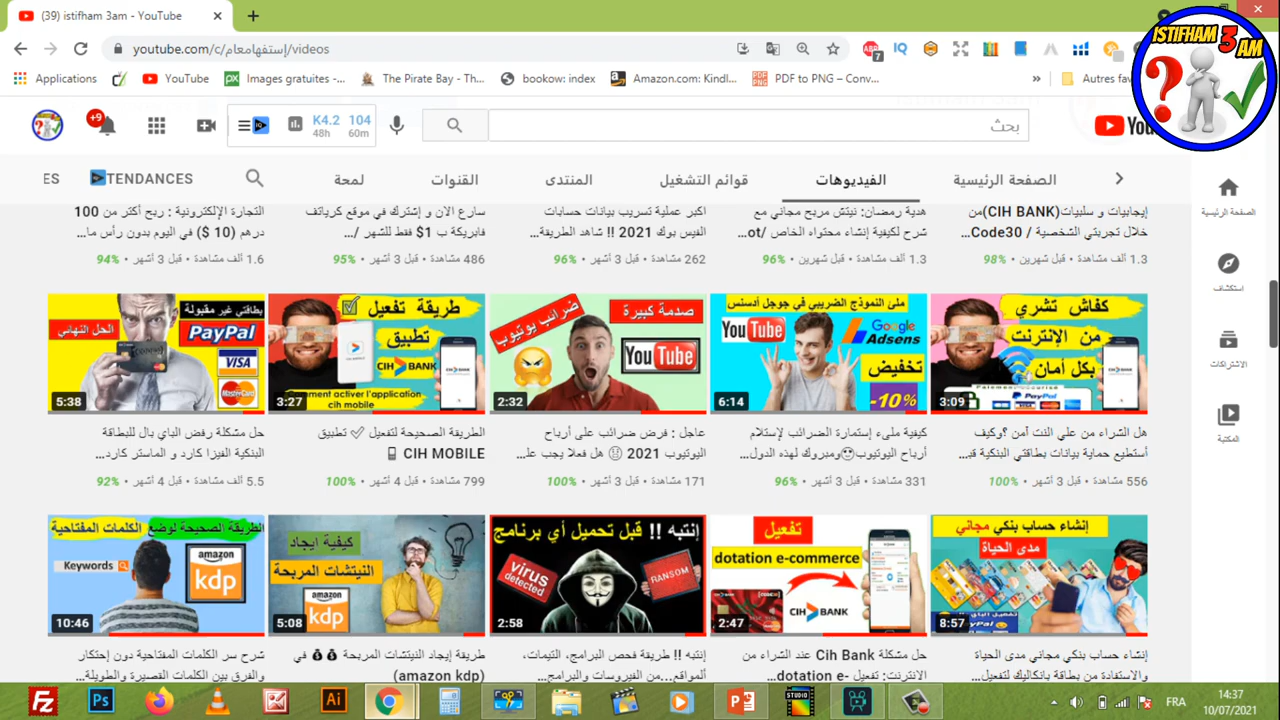 (39) istifham 3am - YouTube
youtube.com/c/إستفهامعام/videos
Applications
YouTube
Images gratuites -...
The Pirate Bay - Th...
bookow: index
Amazon.com: Kindl...
PDF to PNG – Conv...
Autres fav
ISTIFHAM 3 AM
+9
K4.2 104
48h 60m
بحث
ES
TENDANCES
لمحة
القنوات
المنتدى
قوائم التشغيل
الفيديوهات
الصفحة الرئيسية
الصفحة الرئيسية
استكشاف
الاشتراكات
المكتبة
إيجابيات و سلبيات(CIH BANK)من
خلال تجربتي الشخصية / Code30...
1.3 ألف مشاهدة • قبل شهرين • 98%
هدية رمضان: نيتش مربح مجاني مع
شرح لكيفية إنشاء محتواه الخاص /ot...
1.3 ألف مشاهدة • قبل شهرين • 96%
اكبر عملية تسريب بيانات حسابات
الفيس بوك 2021 !! شاهد الطريقة...
262 مشاهدة • قبل 3 أشهر • 96%
سارع الان و إشترك في موقع كرياتف
فابريكة ب 1$ فقط للشهر /...
486 مشاهدة • قبل 3 أشهر • 95%
التجارة الإلكترونية : ربح أكثر من 100
درهم (10 $) في اليوم بدون رأس ما...
1.6 ألف مشاهدة • قبل 3 أشهر • 94%
كفاش تشري
من الإنترنت
بكل أمان
PayPal
3:09
ملئ النموذج الضريبي في جوجل أدسنس
YouTube
Google
Adsens
تخفيض
-10%
6:14
ضرائب يوتيوب
صدمة كبيرة
YouTube
2:32
طريقة تفعيل
تطبيق
CIH BANK
ment activer l'application
cih mobile
3:27
بطاقتي غير مقبولة
الحل النهائي
PayPal
VISA
MasterCard
5:38
هل الشراء من علي النت آمن ؟وكيف
أستطيع حماية بيانات بطاقتي البنكية قب...
556 مشاهدة • قبل 3 أشهر • 100%
كيفية ملىء إستمارة الضرائب لإستلام
أرباح اليوتيوب😍ومبروك لهذه الدول...
331 مشاهدة • قبل 3 أشهر • 96%
عاجل : فرض ضرائب على أرباح
اليوتيوب 2021 😡 هل فعلا يجب عل...
171 مشاهدة • قبل 3 أشهر • 100%
الطريقة الصحيحة لتفعيل ✅ تطبيق
CIH MOBILE 📱
799 مشاهدة • قبل 4 أشهر • 100%
حل مشكلة رفض الباي بال للبطاقة
البنكية الفيزا كارد و الماستر كارد...
5.5 ألف مشاهدة • قبل 4 أشهر • 92%
إنشاء حساب بنكي مجاني
مدى الحياة
8:57
تفعيل
dotation e-commerce
CIH BANK
2:47
إنتبه !! قبل تحميل أي برنامج
virus detected
RANSOM
2:58
كيفية ايجاد
النيتشات المربحة
amazon
kdp
5:08
الطريقة الصحيحة لوضع الكلمات المفتاحية
Keywords
amazon
kdp
10:46
إنشاء حساب بنكي مجاني مدى الحياة
والاستفادة من بطاقة بانكاليك لتفعيل...
حل مشكلة Cih Bank عند الشراء من
الانترنت: تفعيل dotation e-...
إنتبه !! طريقة فحص البرامج، التيمات،
المواقع...من الفيروسات والبرامج...
طريقة إيجاد النيتشات المربحة 💰💰 في
(amazon kdp)
شرح سر الكلمات المفتاحية دون إحتكار
والفرق بين الكلمات القصيرة والطويلة...
FRA
14:37
10/07/2021